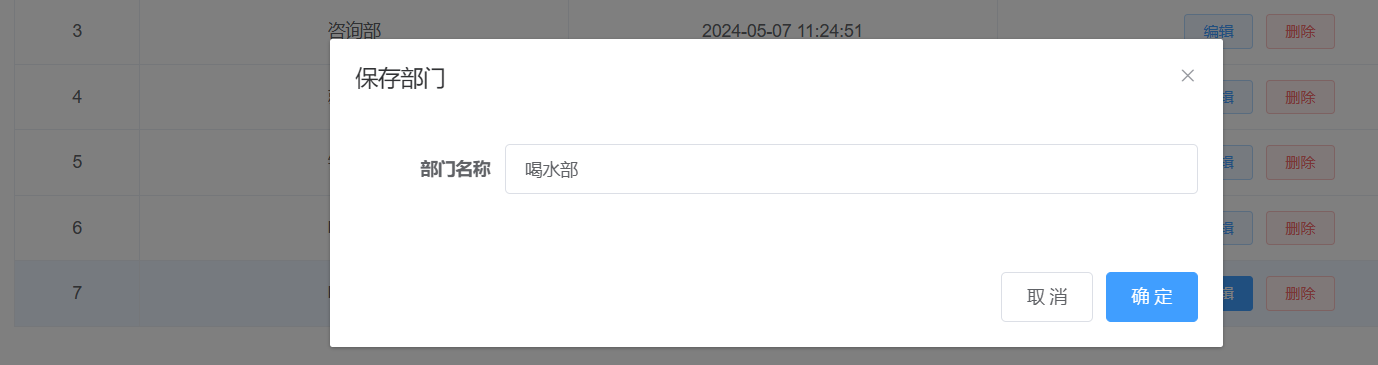 3 咨询部 2024-05-07 11:24:51 编辑 删除
保存部门
4 辑 删除
部门名称 喝水部
5 辑 删除
6 辑 删除
7 辑 删除
取消 确定